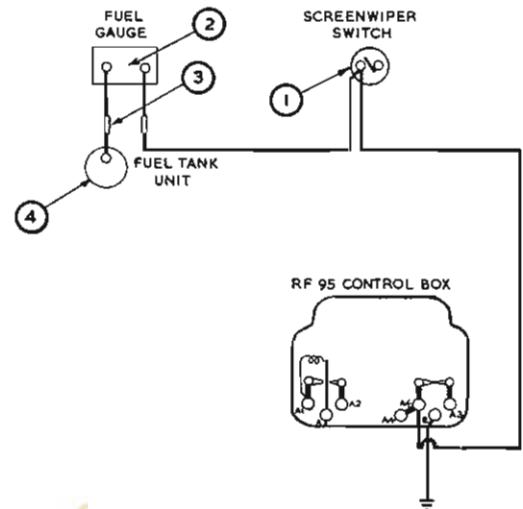 FUEL
GAUGE
2
SCREENWIPER
SWITCH
3
1
FUEL TANK
UNIT
4
RF 95 CONTROL BOX
A1
A2
A4
A3